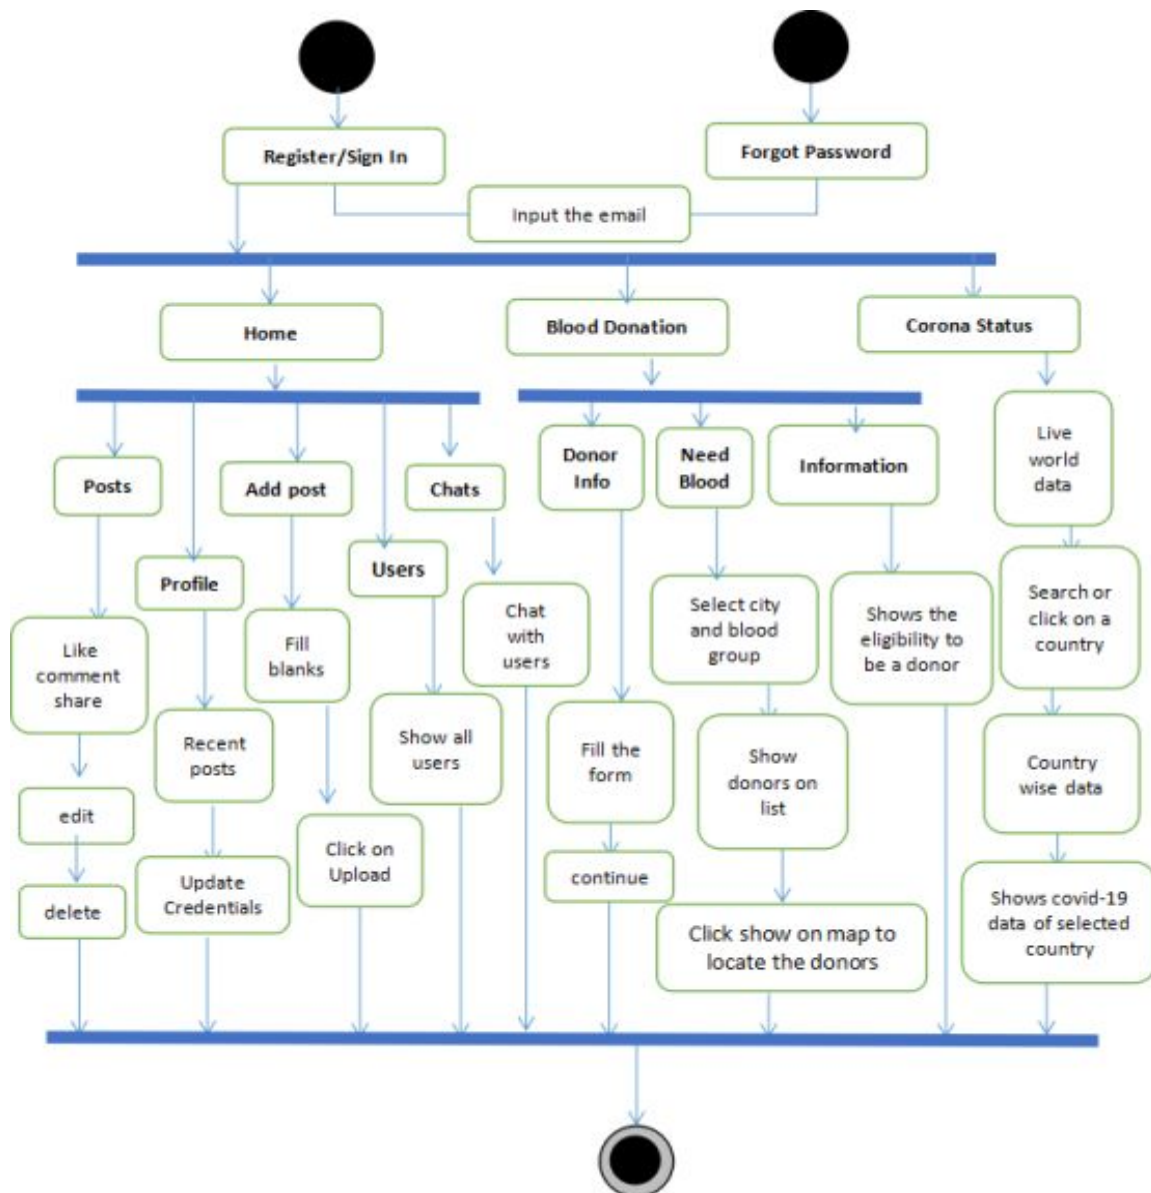 Register/Sign In
Forgot Password
Input the email
Home
Blood Donation
Corona Status
Posts
Add post
Chats
Donor
Info
Need
Blood
Information
Live
world
data
Profile
Users
Like
comment
share
Fill
blanks
Chat
with
users
Select city
and blood
group
Shows the
eligibility to
be a donor
Search or
click on a
country
Recent
posts
Show all
users
Fill the
form
Show
donors on
list
Country
wise data
edit
Click on
Upload
continue
delete
Update
Credentials
Click show on map to
locate the donors
Shows covid-19
data of selected
country